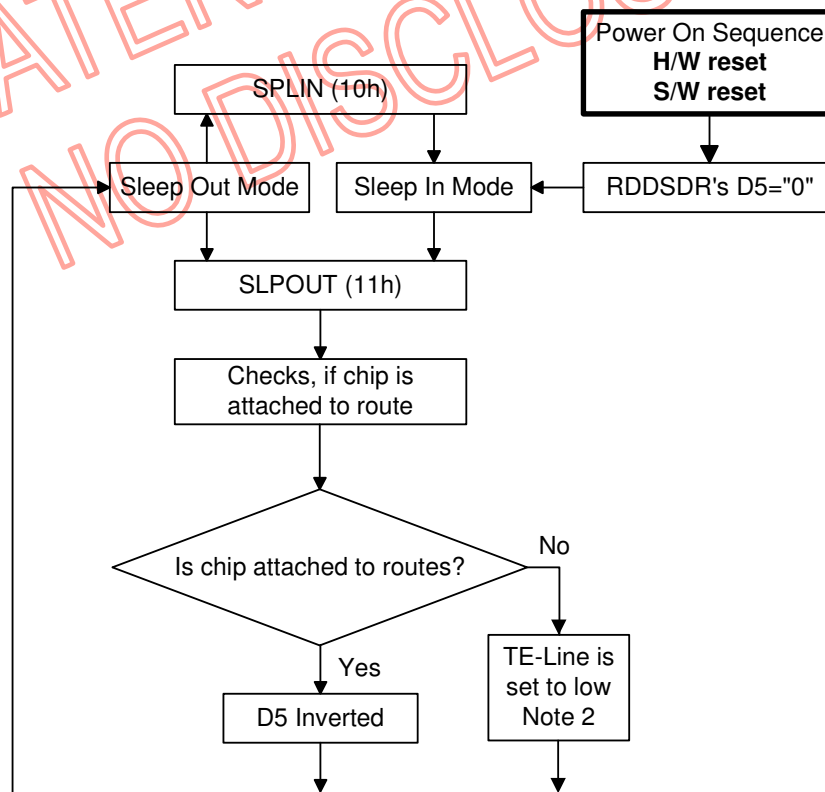 Power On Sequence
H/W reset
S/W reset
SPLIN (10h)
Sleep Out Mode
Sleep In Mode
RDDSDR's D5="0"
SLPOUT (11h)
Checks, if chip is
attached to route
Is chip attached to routes?
No
Yes
TE-Line is
set to low
Note 2
D5 Inverted
NO DISCLO